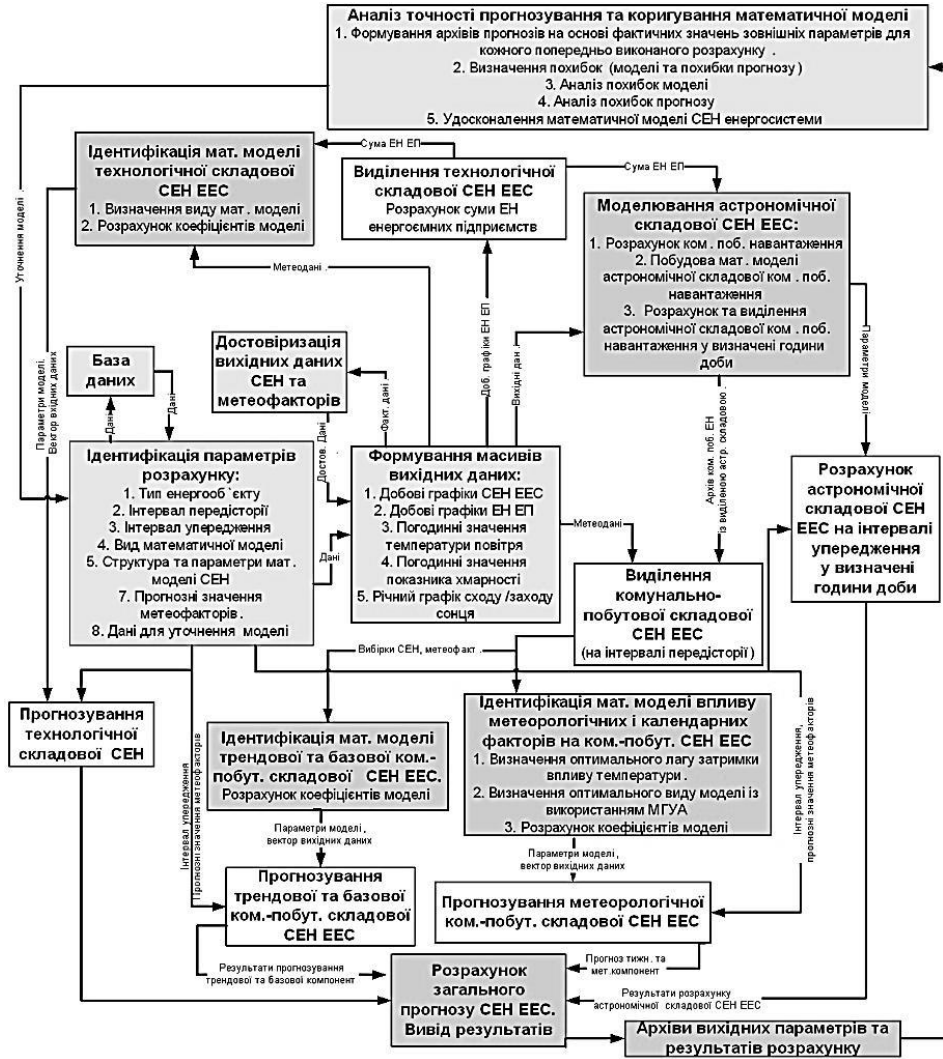 Аналіз точності прогнозування та коригування математичної моделі
1. Формування архівів прогнозів на основі фактичних значень зовнішніх параметрів для
кожного попередньо виконаного розрахунку .
2. Визначення похибок (моделі та похибки прогнозу )
3. Аналіз похибок моделі
4. Аналіз похибок прогнозу
5. Удосконалення математичної моделі СЕН енергосистеми
Сума ЕН ЕП
Сума ЕН ЕП
Ідентифікація мат. моделі
технологічної складової
СЕН ЕЕС
1. Визначення виду мат. моделі
2. Розрахунок коефіцієнтів моделі
Виділення технологічної
складової СЕН ЕЕС
Розрахунок суми ЕН
енергоємних підприємств
Моделювання астрономічної
складової СЕН ЕЕС:
1. Розрахунок ком . поб. навантаження
2. Побудова мат. моделі
астрономічної складової ком . поб.
навантаження
3. Розрахунок та виділення
астрономічної складової ком . поб.
навантаження у визначені години
доби
Уточнення моделі
Метеодані .
Параметри моделі.
Вектор вхідних даних
База
даних
Дані
Дані
Достовіризація
вихідних даних
СЕН та
метеофакторів
Достов. Дані
Факт. дані
Доб. графіки ЕН ЕП
Вихідні дан .
Параметри моделі
Архів ком. поб. ЕН
із виділеною астр. складовою .
Ідентифікація параметрів
розрахунку:
1. Тип енергооб `єкту
2. Інтервал передісторії
3. Інтервал упередження
4. Вид математичної моделі
5. Структура та параметри мат.
моделі СЕН
7. Прогнозні значення
метеофакторів .
8. Дані для уточнення моделі
Дані
Формування масивів
вихідних даних:
1. Добові графіки СЕН ЕЕС
2. Добові графіки ЕН ЕП
3. Погодинні значення
температури повітря
4. Погодинні значення
показника хмарності
5. Річний графік сходу /заходу
сонця
Метеодані
Розрахунок
астрономічної
складової СЕН
ЕЕС на інтервалі
упередження
у визначені
години доби
Виділення
комунально-
побутової складової
СЕН ЕЕС
(на інтервалі передісторії )
Вибірки СЕН, метеофакт .
Прогнозування
технологічної
складової СЕН
Інтервал упередження
Прогнозні значення метеофакторів
Ідентифікація мат. моделі
трендової та базової ком.-
побут. складової СЕН ЕЕС.
Розрахунок коефіцієнтів моделі
Ідентифікація мат. моделі впливу
метеорологічних і календарних
факторів на ком.-побут. СЕН ЕЕС
1. Визначення оптимального лагу затримки
впливу температури .
2. Визначення оптимального виду моделі із
використанням МГУА
3. Розрахунок коефіцієнтів моделі
Інтервал упередження,
прогнозні значення метеофакторів
Параметри моделі ,
вектор вихідних даних
Параметри моделі ,
вектор вихідних даних
Прогнозування
трендової та базової
ком.-побут. складової
СЕН ЕЕС
Прогнозування метеорологічної
ком.-побут. складової СЕН ЕЕС
Результати прогнозування
трендової та базової компонент
Прогноз тижн. та
мет.компонент
Розрахунок
загального
прогнозу СЕН ЕЕС.
Вивід результатів
Результати розрахунку
астрономічної складової СЕН ЕЕС
Архіви вихідних параметрів та
результатів розрахунку